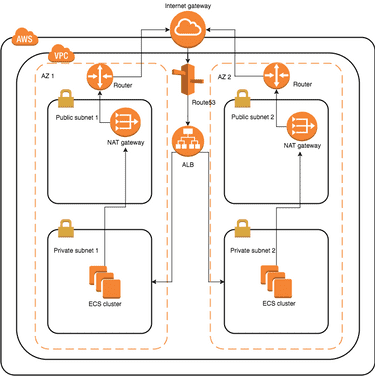 Internet gateway
AWS
VPC
AZ 1
Router
Route53
AZ 2
Router
Public subnet 1
NAT gateway
Public subnet 2
NAT gateway
ALB
Private subnet 1
ECS cluster
Private subnet 2
ECS cluster